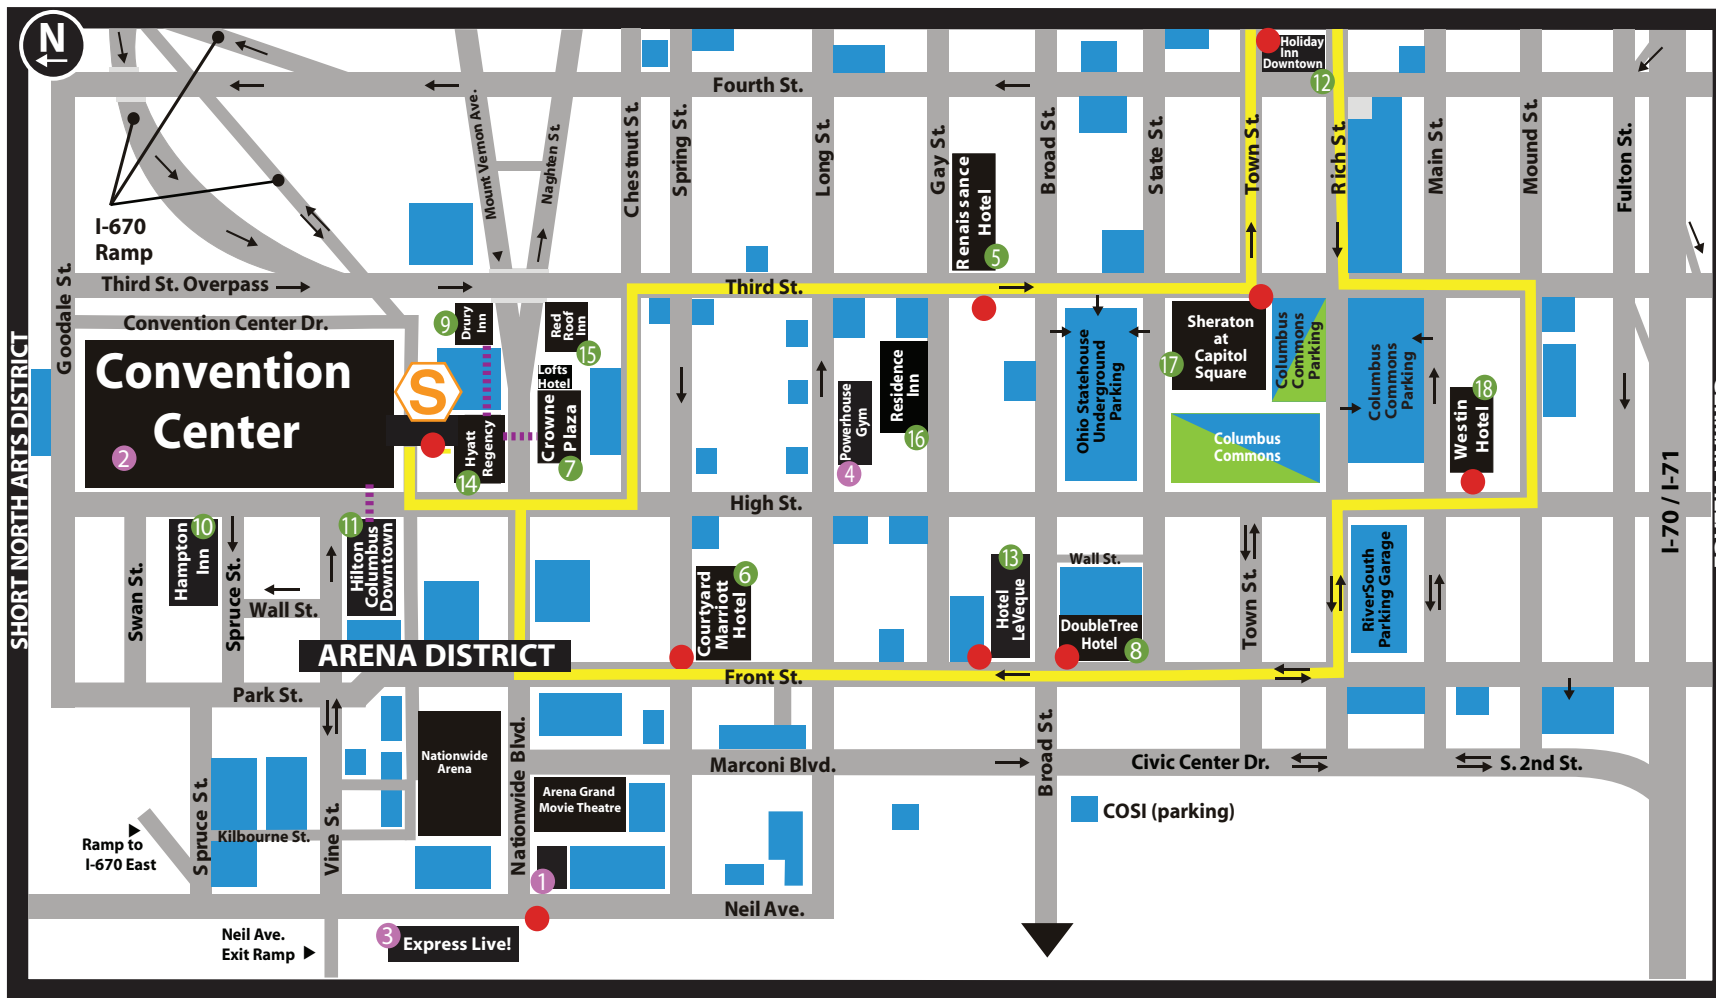 N
Holiday
Inn
Downtown
12
Fourth St.
Mount Vernon Ave.
Naghten St.
Chestnut St.
Spring St.
Long St.
Gay St.
Broad St.
State St.
Town St.
Rich St.
Main St.
Mound St.
Fulton St.
I-670
Ramp
Renaissance
Hotel
5
Goodale St.
Third St. Overpass
Third St.
Convention Center Dr.
Convention
Center
2
S
9
Drury
Inn
Red
Roof
Inn
15
Lofts
Hotel
Crowne
Plaza
7
Hyatt
Regency
14
Powerhouse
Gym
4
Residence
Inn
16
Ohio Statehouse
Underground
Parking
Sheraton
at
Capitol
Square
17
Columbus
Commons
Parking
Columbus
Commons
Parking
Columbus
Commons
Westin
Hotel
18
I-70 / I-71
SHORT NORTH ARTS DISTRICT
High St.
Swan St.
Hampton
Inn
10
Spruce St.
Wall St.
11
Hilton
Columbus
Downtown
ARENA DISTRICT
Courtyard
Marriott
Hotel
6
13
Hotel
LeVeque
Wall St.
DoubleTree
Hotel
8
Town St.
RiverSouth
Parking Garage
Front St.
Park St.
Nationwide
Arena
Nationwide Blvd.
Marconi Blvd.
Broad St.
Civic Center Dr.
S. 2nd St.
Arena Grand
Movie Theatre
COSI (parking)
Spruce St.
Kilbourne St.
Vine St.
Ramp to
I-670 East
1
Neil Ave.
Neil Ave.
Exit Ramp
3
Express Live!